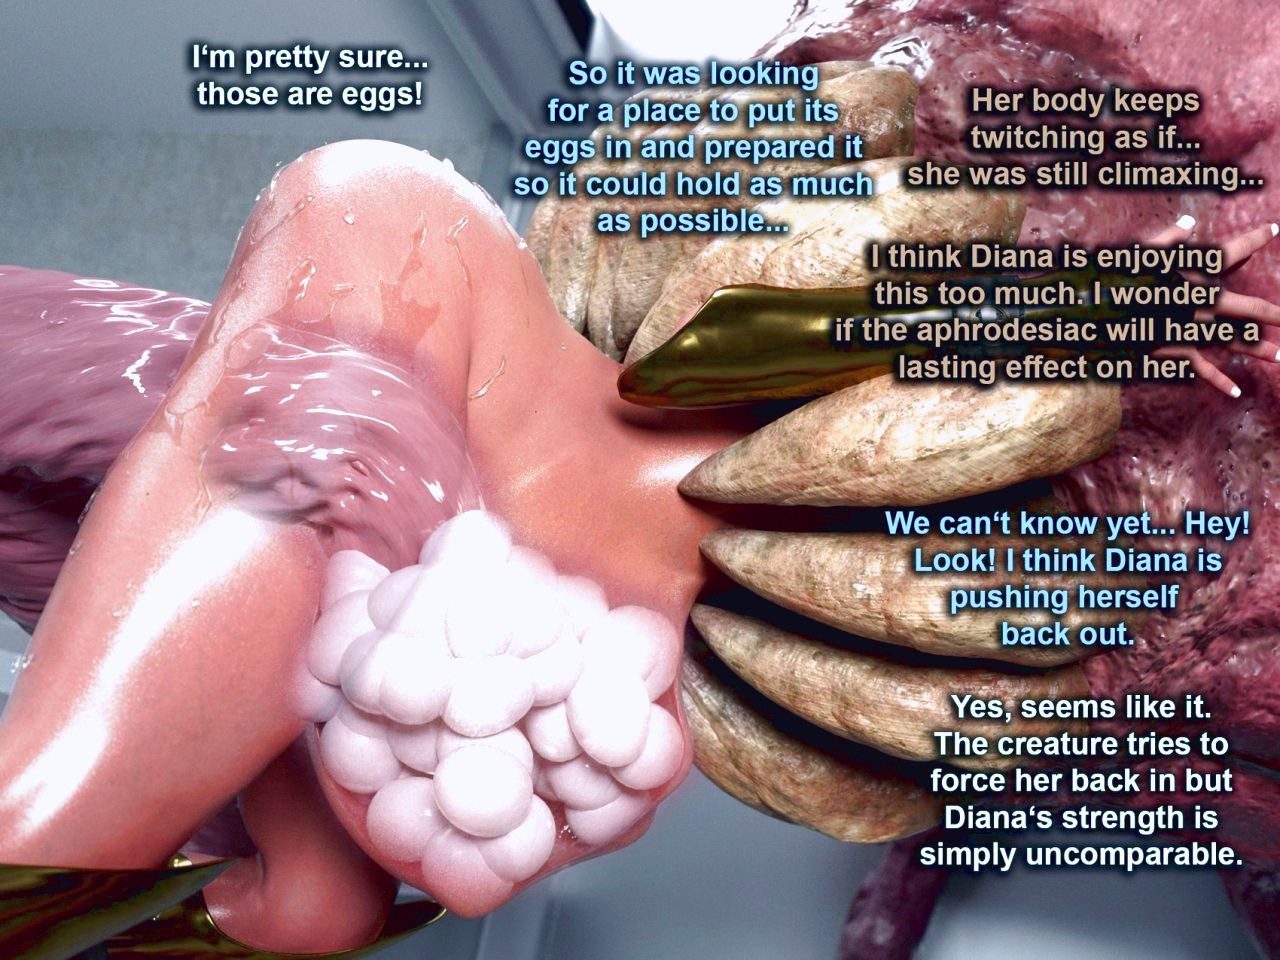 I‘m pretty sure...
those are eggs!
So it was looking
for a place to put its
eggs in and prepared it
so it could hold as much
as possible...
Her body keeps
twitching as if...
she was still climaxing...
I think Diana is enjoying
this too much. I wonder
if the aphrodesiac will have a
lasting effect on her.
We can‘t know yet... Hey!
Look! I think Diana is
pushing herself
back out.
Yes, seems like it.
The creature tries to
force her back in but
Diana‘s strength is
simply uncomparable.